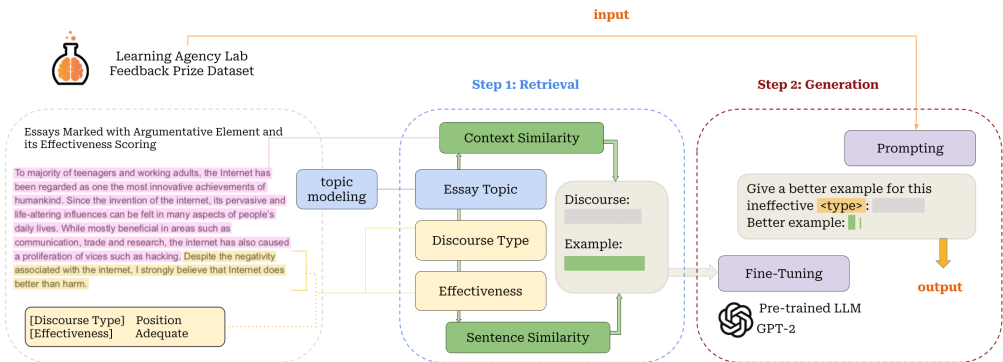 input
Learning Agency Lab
Feedback Prize Dataset
Step 1: Retrieval
Step 2: Generation
Essays Marked with Argumentative Element and
its Effectiveness Scoring
To majority of teenagers and working adults, the Internet has
been regarded as one the most innovative achievements of
humankind. Since the invention of the internet, its pervasive and
life-altering influences can be felt in many aspects of people's
daily lives. While mostly beneficial in areas such as
communication, trade and research, the internet has also caused
a proliferation of vices such as hacking. Despite the negativity
associated with the internet, I strongly believe that Internet does
better than harm.
[Discourse Type] Position
[Effectiveness] Adequate
topic
modeling
Context Similarity
Essay Topic
Discourse Type
Effectiveness
Sentence Similarity
Discourse:
Example:
Prompting
Give a better example for this
ineffective <type>:
Better example:
output
Fine-Tuning
Pre-trained LLM
GPT-2